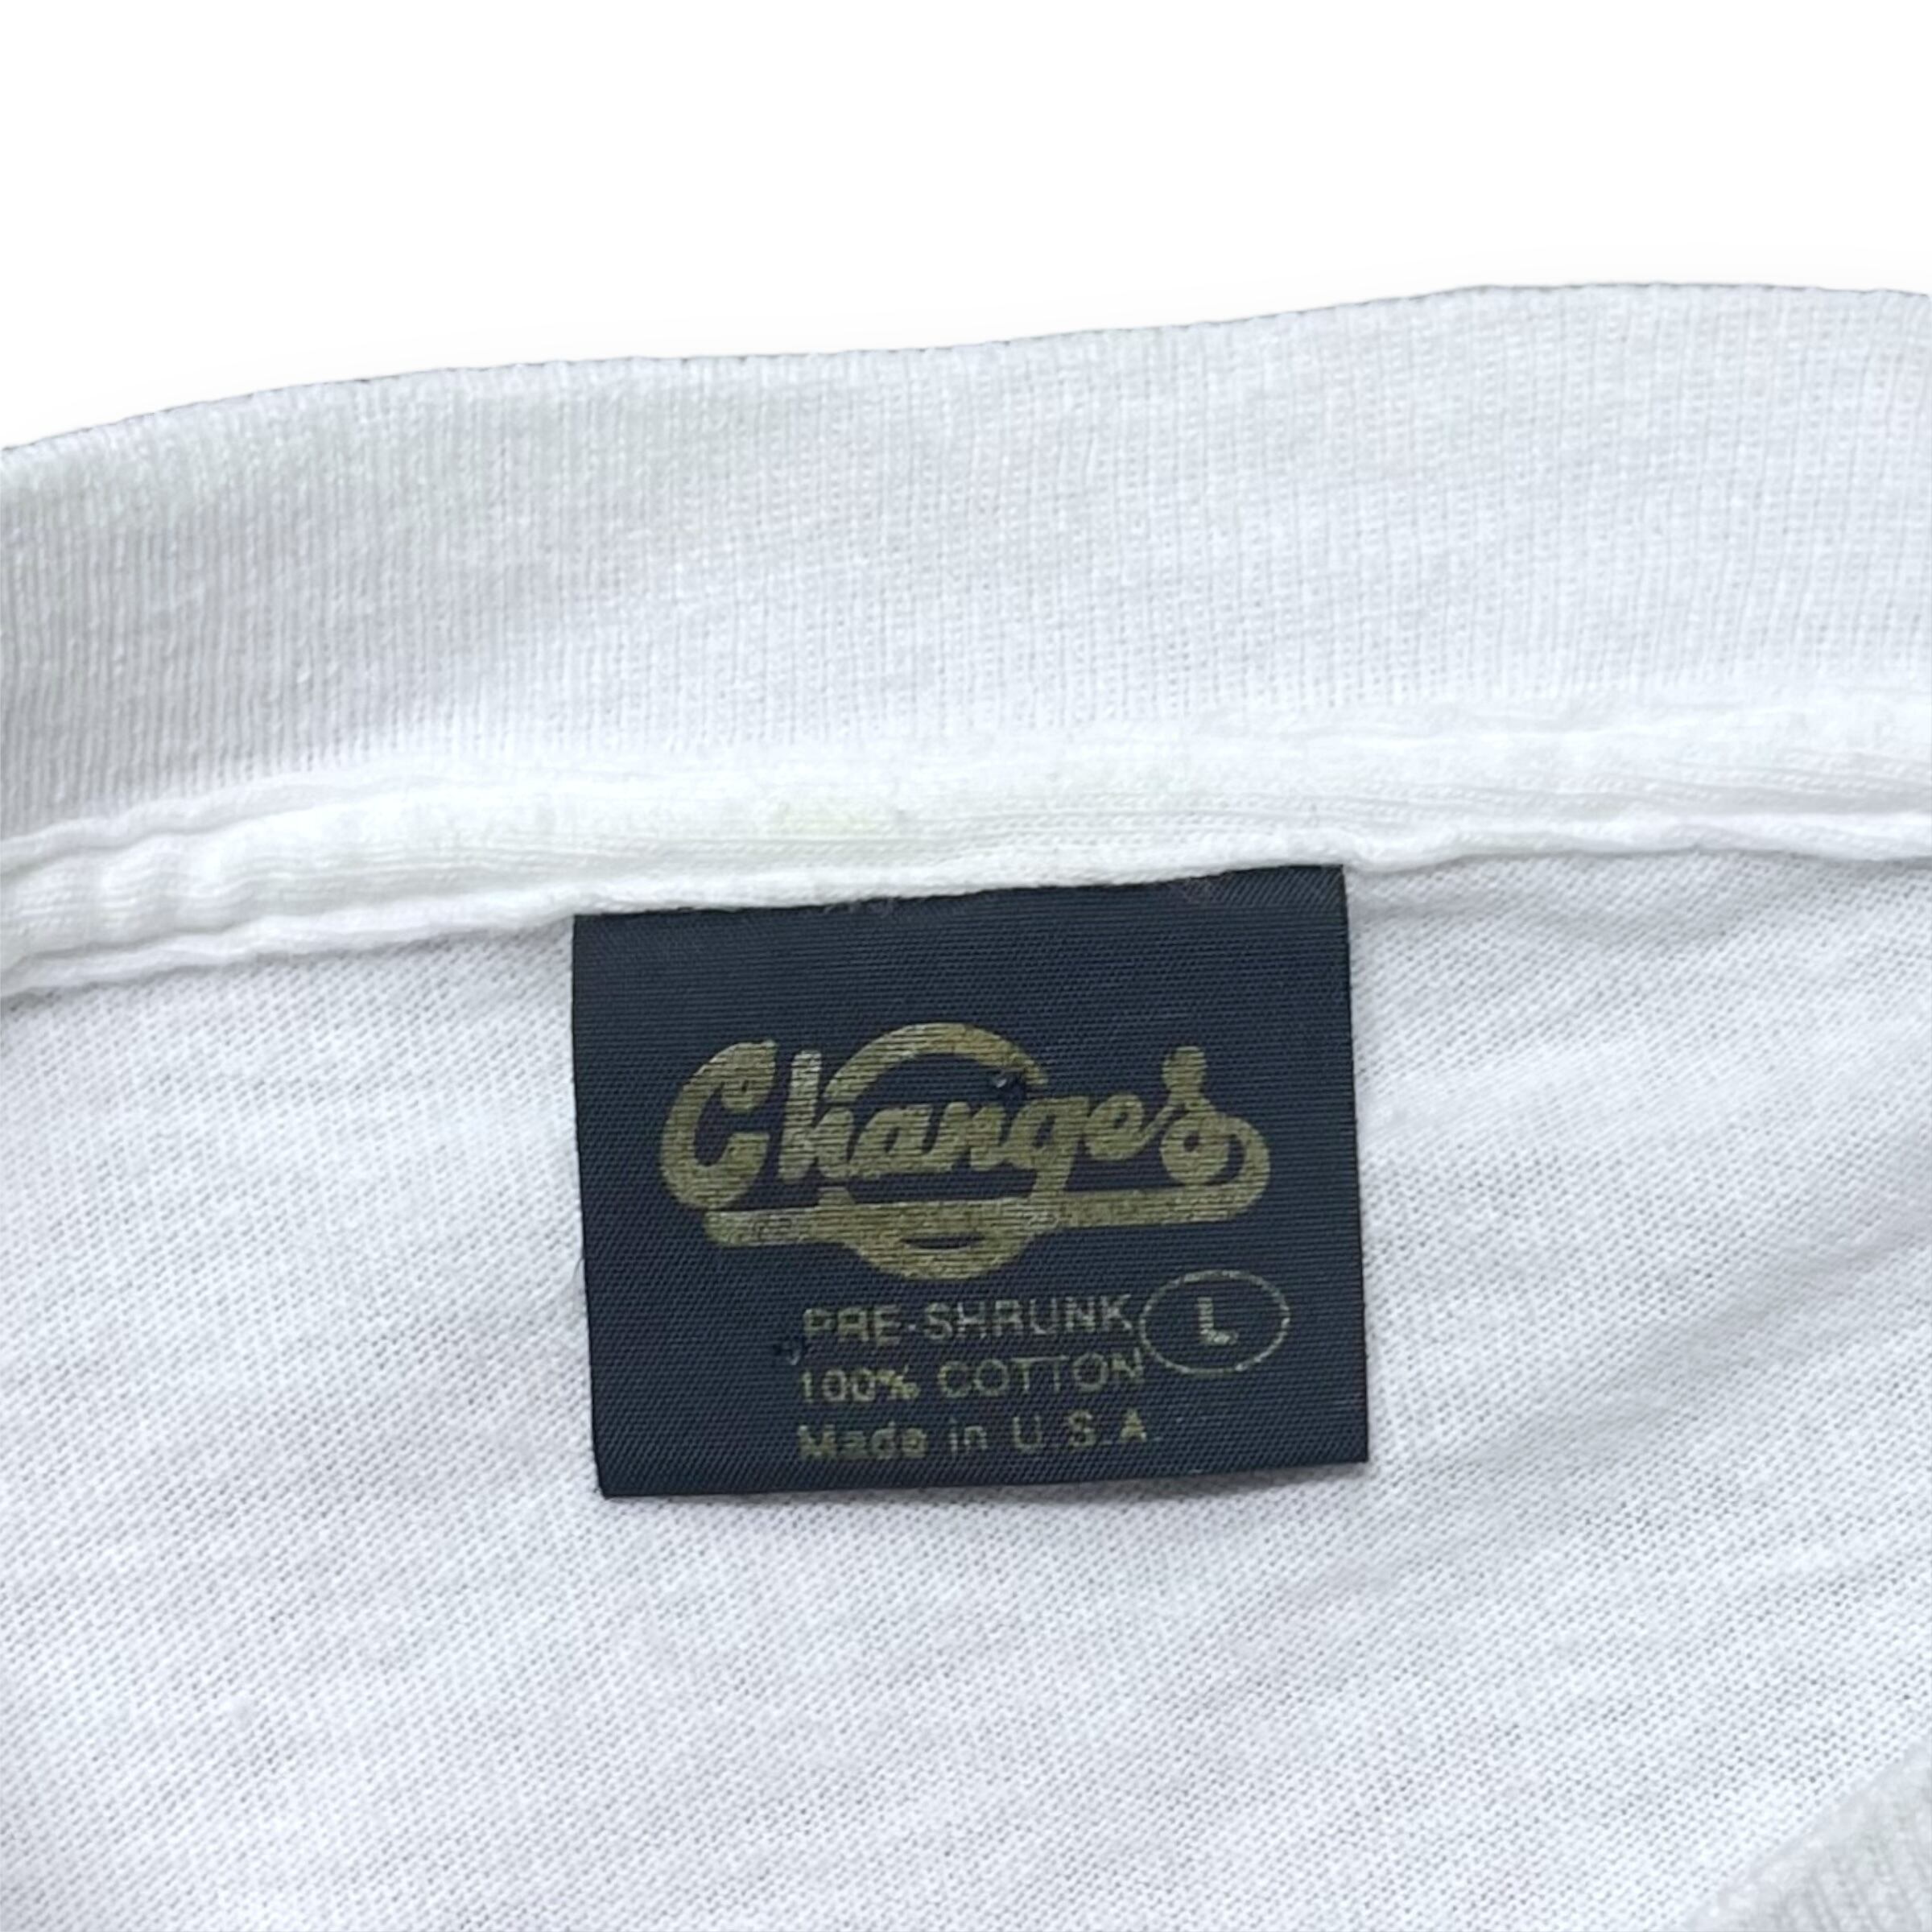 Changes
PRE-SHRUNK L
100% COTTON
Made in U.S.A.